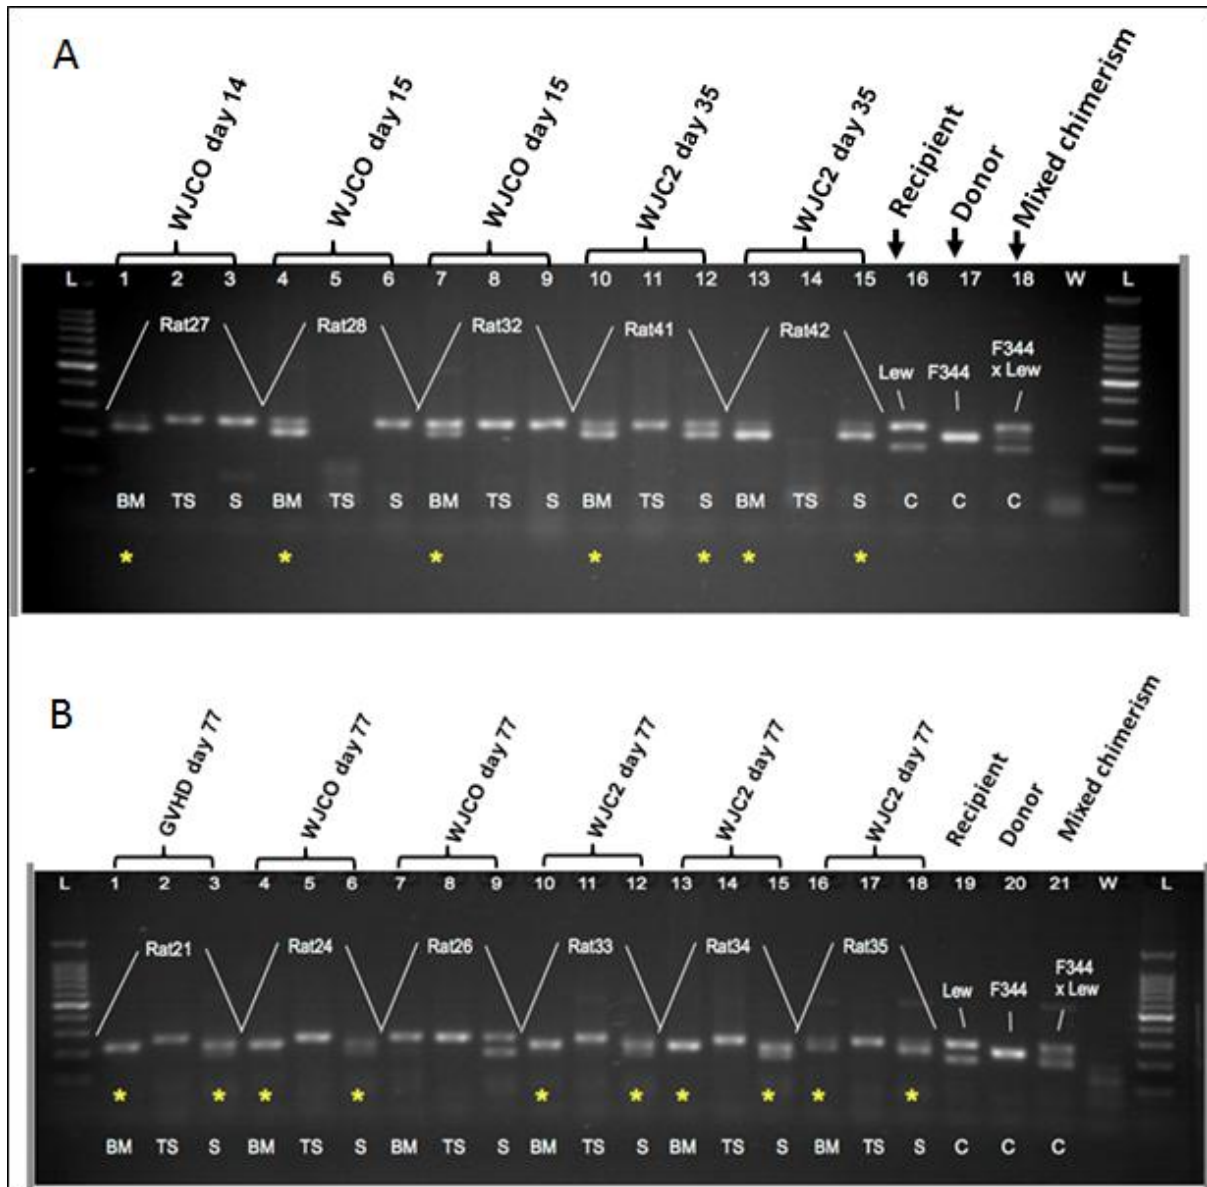 A
WJCO day 14
WJCO day 15
WJCO day 15
WJC2 day 35
WJC2 day 35
Recipient
Donor
Mixed chimerism
L 1 2 3 4 5 6 7 8 9 10 11 12 13 14 15 16 17 18 W L
Rat27 Rat28 Rat32 Rat41 Rat42 Lew F344 F344 x Lew
BM TS S BM TS S BM TS S BM TS S BM TS S C C C
* * * * * * *
B
GVHD day 77
WJCO day 77
WJCO day 77
WJC2 day 77
WJC2 day 77
WJC2 day 77
Recipient
Donor
Mixed chimerism
L 1 2 3 4 5 6 7 8 9 10 11 12 13 14 15 16 17 18 19 20 21 W L
Rat21 Rat24 Rat26 Rat33 Rat34 Rat35 Lew F344 F344 x Lew
* * * * * * * * * *
BM TS S BM TS S BM TS S BM TS S BM TS S BM TS S C C C